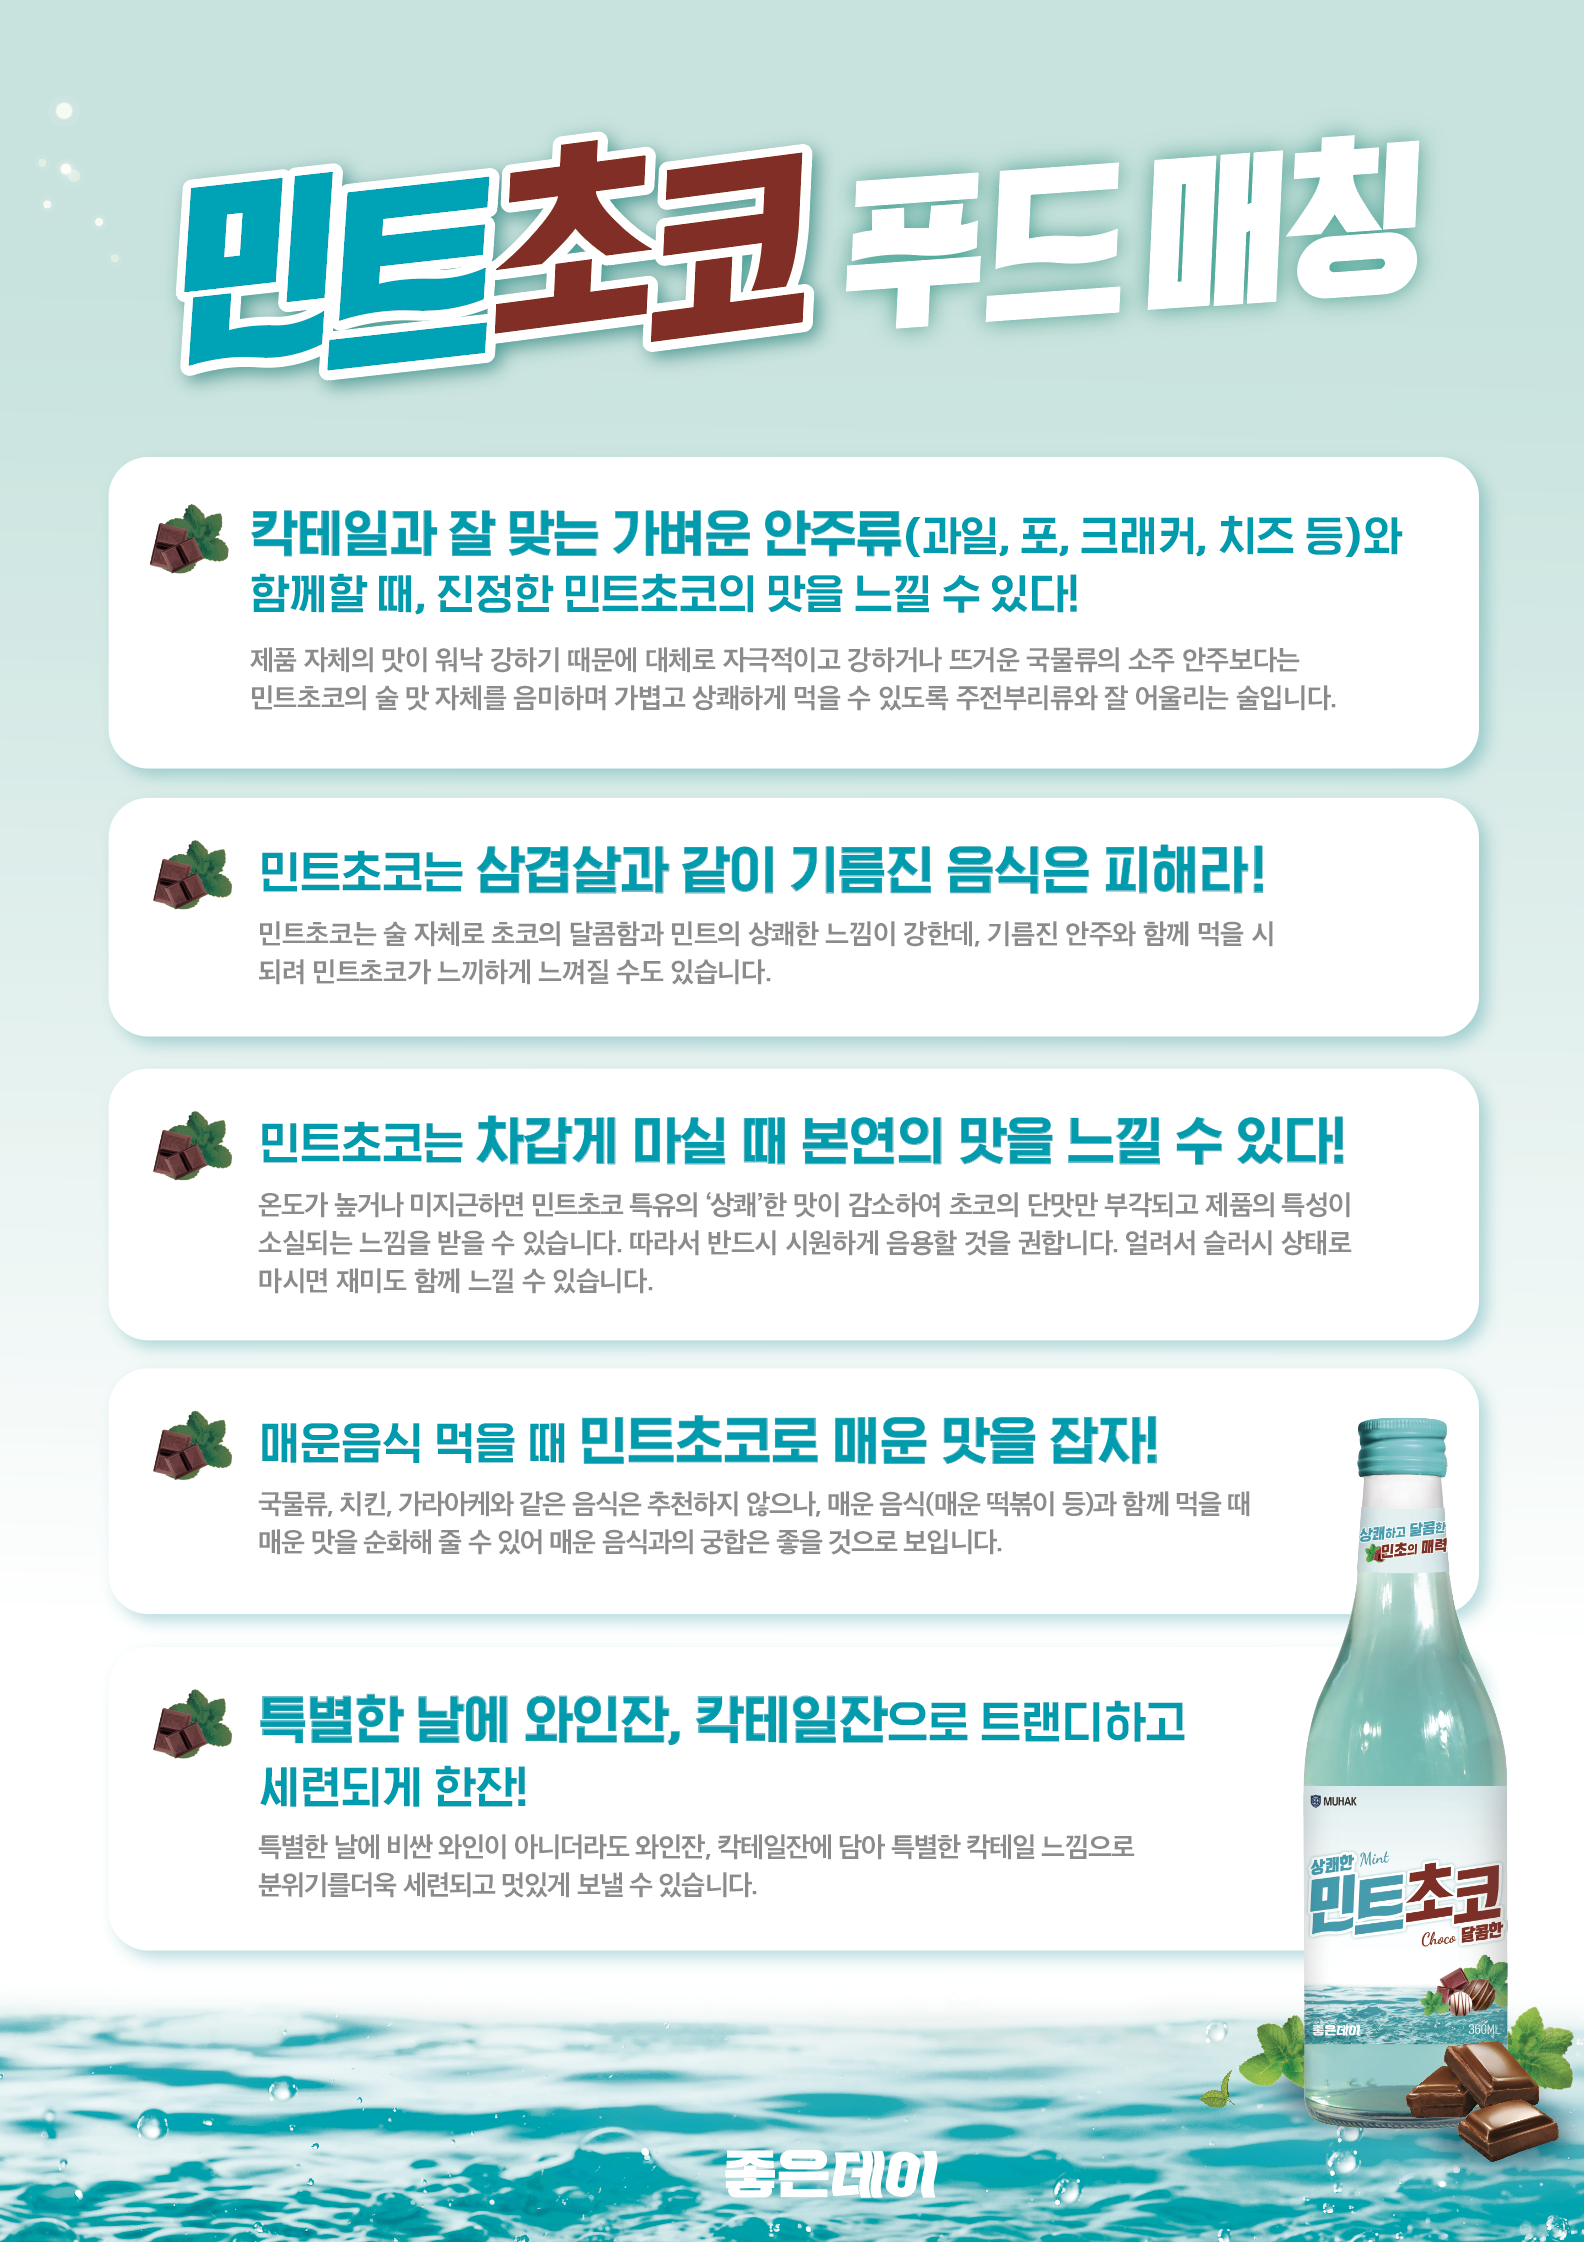 민트초코 푸드매칭
칵테일과 잘 맞는 가벼운 안주류(과일, 포, 크래커, 치즈 등)와
함께할 때, 진정한 민트초코의 맛을 느낄 수 있다!
제품 자체의 맛이 워낙 강하기 때문에 대체로 자극적이고 강하거나 뜨거운 국물류의 소주 안주보다는
민트초코의 술 맛 자체를 음미하며 가볍고 상쾌하게 먹을 수 있도록 주전부리류와 잘 어울리는 술입니다.
민트초코는 삼겹살과 같이 기름진 음식은 피해라!
민트초코는 술 자체로 초코의 달콤함과 민트의 상쾌한 느낌이 강한데, 기름진 안주와 함께 먹을 시
되려 민트초코가 느끼하게 느껴질 수도 있습니다.
민트초코는 차갑게 마실 때 본연의 맛을 느낄 수 있다!
온도가 높거나 미지근하면 민트초코 특유의 ‘상쾌’한 맛이 감소하여 초코의 단맛만 부각되고 제품의 특성이
소실되는 느낌을 받을 수 있습니다. 따라서 반드시 시원하게 음용할 것을 권합니다. 얼려서 슬러시 상태로
마시면 재미도 함께 느낄 수 있습니다.
매운음식 먹을 때 민트초코로 매운 맛을 잡자!
국물류, 치킨, 가라아케와 같은 음식은 추천하지 않으나, 매운 음식(매운 떡볶이 등)과 함께 먹을 때
매운 맛을 순화해 줄 수 있어 매운 음식과의 궁합은 좋을 것으로 보입니다.
상쾌하고 달콤한
민초의 매력
특별한 날에 와인잔, 칵테일잔으로 트랜디하고
세련되게 한잔!
특별한 날에 비싼 와인이 아니더라도 와인잔, 칵테일잔에 담아 특별한 칵테일 느낌으로
분위기를더욱 세련되고 멋있게 보낼 수 있습니다.
MUHAK
상쾌한 Mint
민트초코
Choco 달콤한
좋은데이 360ML
좋은데이